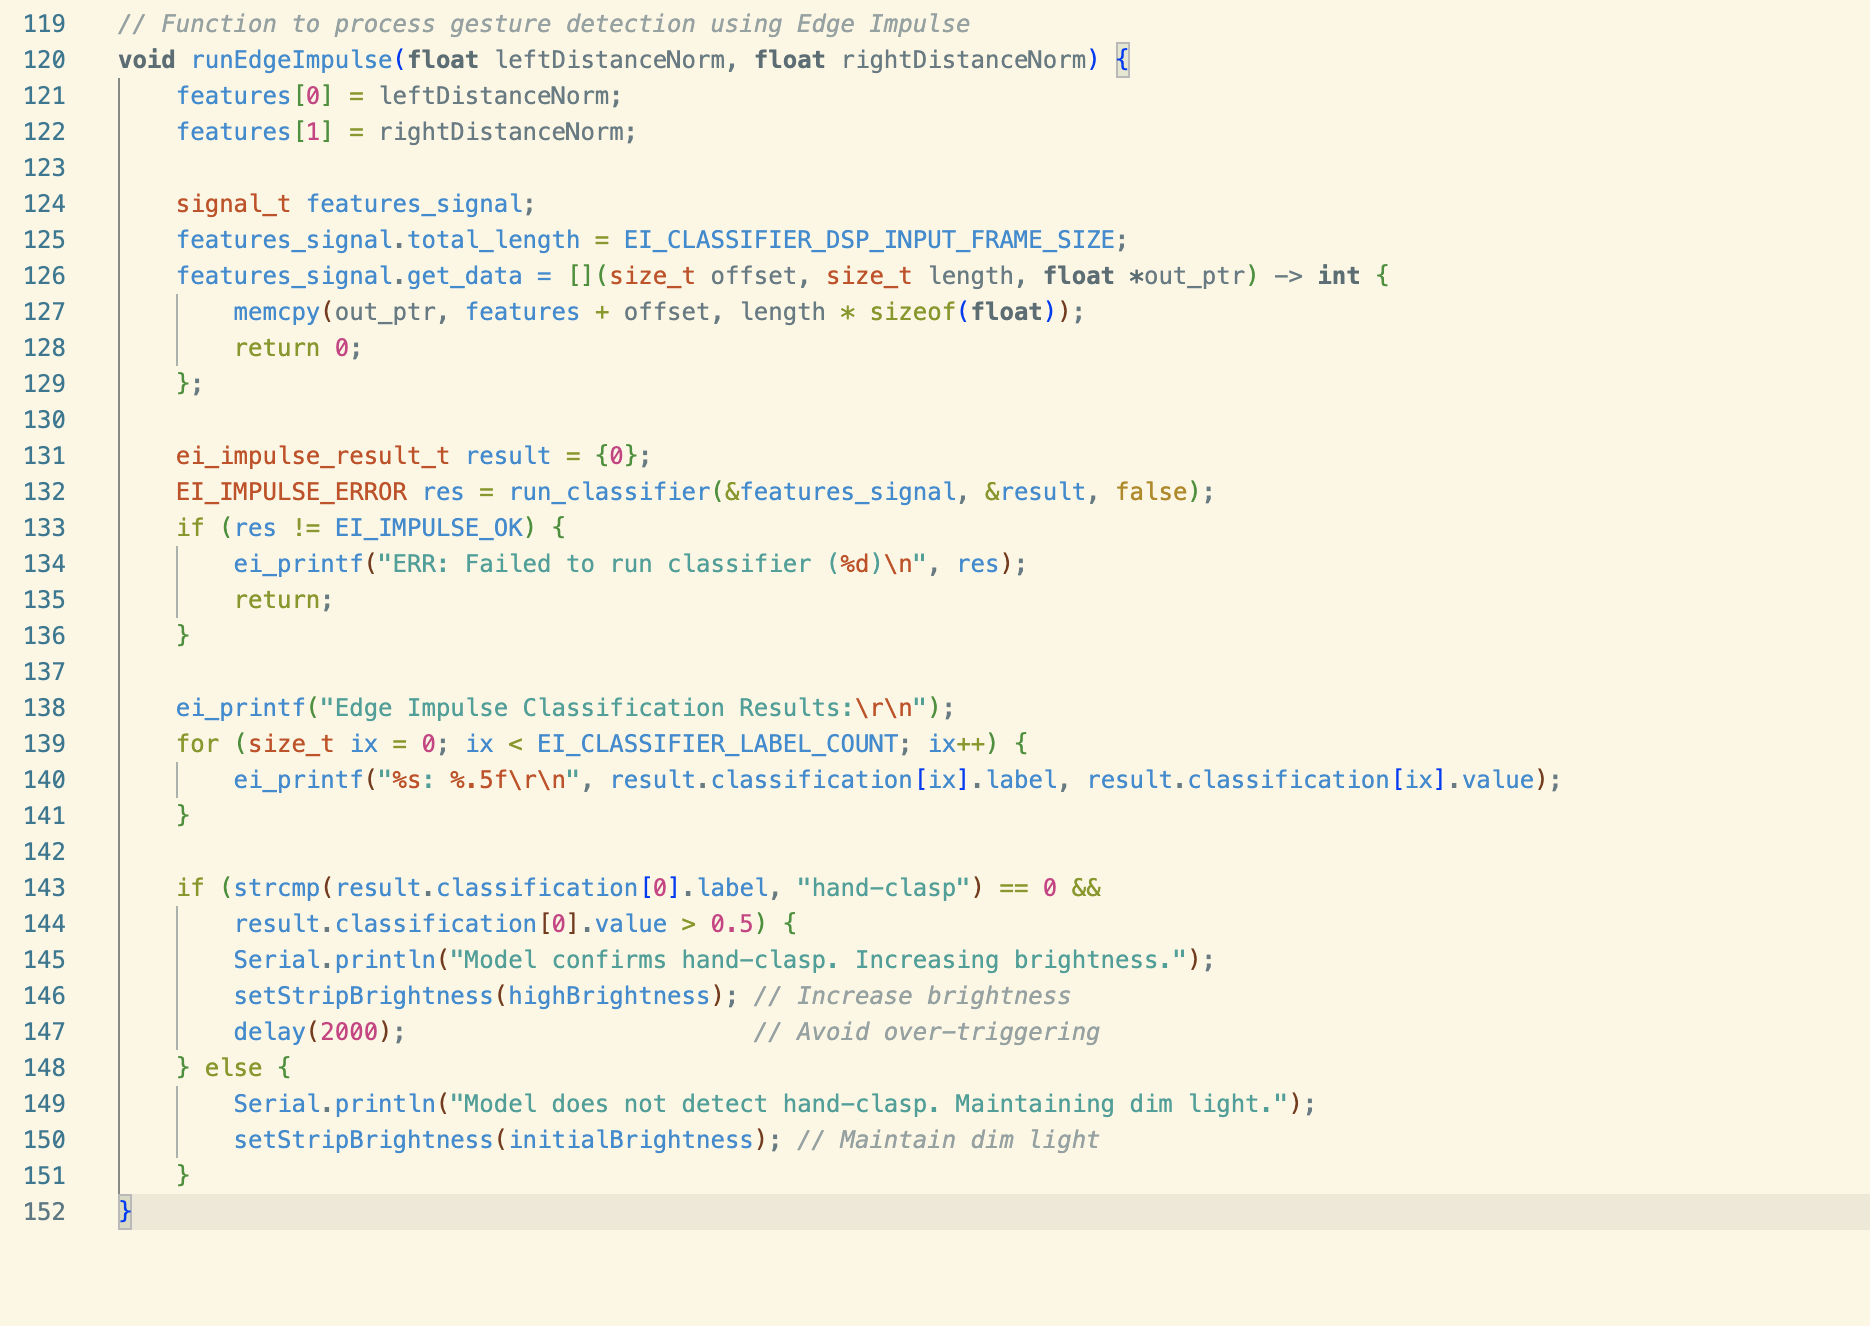 119 // Function to process gesture detection using Edge Impulse
120 void runEdgeImpulse(float leftDistanceNorm, float rightDistanceNorm) {
121     features[0] = leftDistanceNorm;
122     features[1] = rightDistanceNorm;
123
124     signal_t features_signal;
125     features_signal.total_length = EI_CLASSIFIER_DSP_INPUT_FRAME_SIZE;
126     features_signal.get_data = [](size_t offset, size_t length, float *out_ptr) -> int {
127         memcpy(out_ptr, features + offset, length * sizeof(float));
128         return 0;
129     };
130
131     ei_impulse_result_t result = {0};
132     EI_IMPULSE_ERROR res = run_classifier(&features_signal, &result, false);
133     if (res != EI_IMPULSE_OK) {
134         ei_printf("ERR: Failed to run classifier (%d)\n", res);
135         return;
136     }
137
138     ei_printf("Edge Impulse Classification Results:\r\n");
139     for (size_t ix = 0; ix < EI_CLASSIFIER_LABEL_COUNT; ix++) {
140         ei_printf("%s: %.5f\r\n", result.classification[ix].label, result.classification[ix].value);
141     }
142
143     if (strcmp(result.classification[0].label, "hand-clasp") == 0 &&
144         result.classification[0].value > 0.5) {
145         Serial.println("Model confirms hand-clasp. Increasing brightness.");
146         setStripBrightness(highBrightness); // Increase brightness
147         delay(2000);                        // Avoid over-triggering
148     } else {
149         Serial.println("Model does not detect hand-clasp. Maintaining dim light.");
150         setStripBrightness(initialBrightness); // Maintain dim light
151     }
152 }